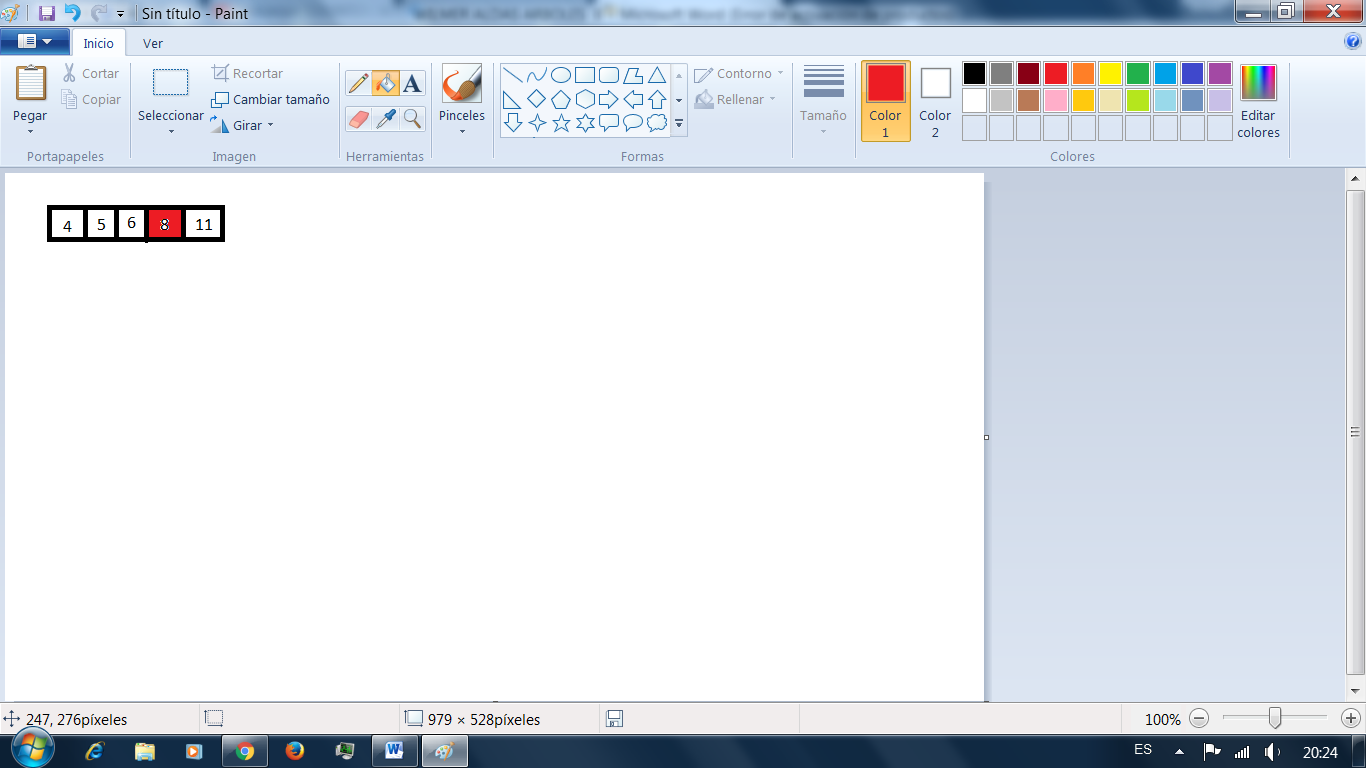 Sin título - Paint
Inicio Ver
Pegar
Cortar
Copiar
Portapapeles
Seleccionar
Recortar
Cambiar tamaño
Girar
Imagen
A
Herramientas
Pinceles
Contorno
Rellenar
Formas
Tamaño
Color 1
Color 2
Editar colores
Colores
4 5 6 8 11
247, 276píxeles
979 × 528píxeles
100%
ES
20:24